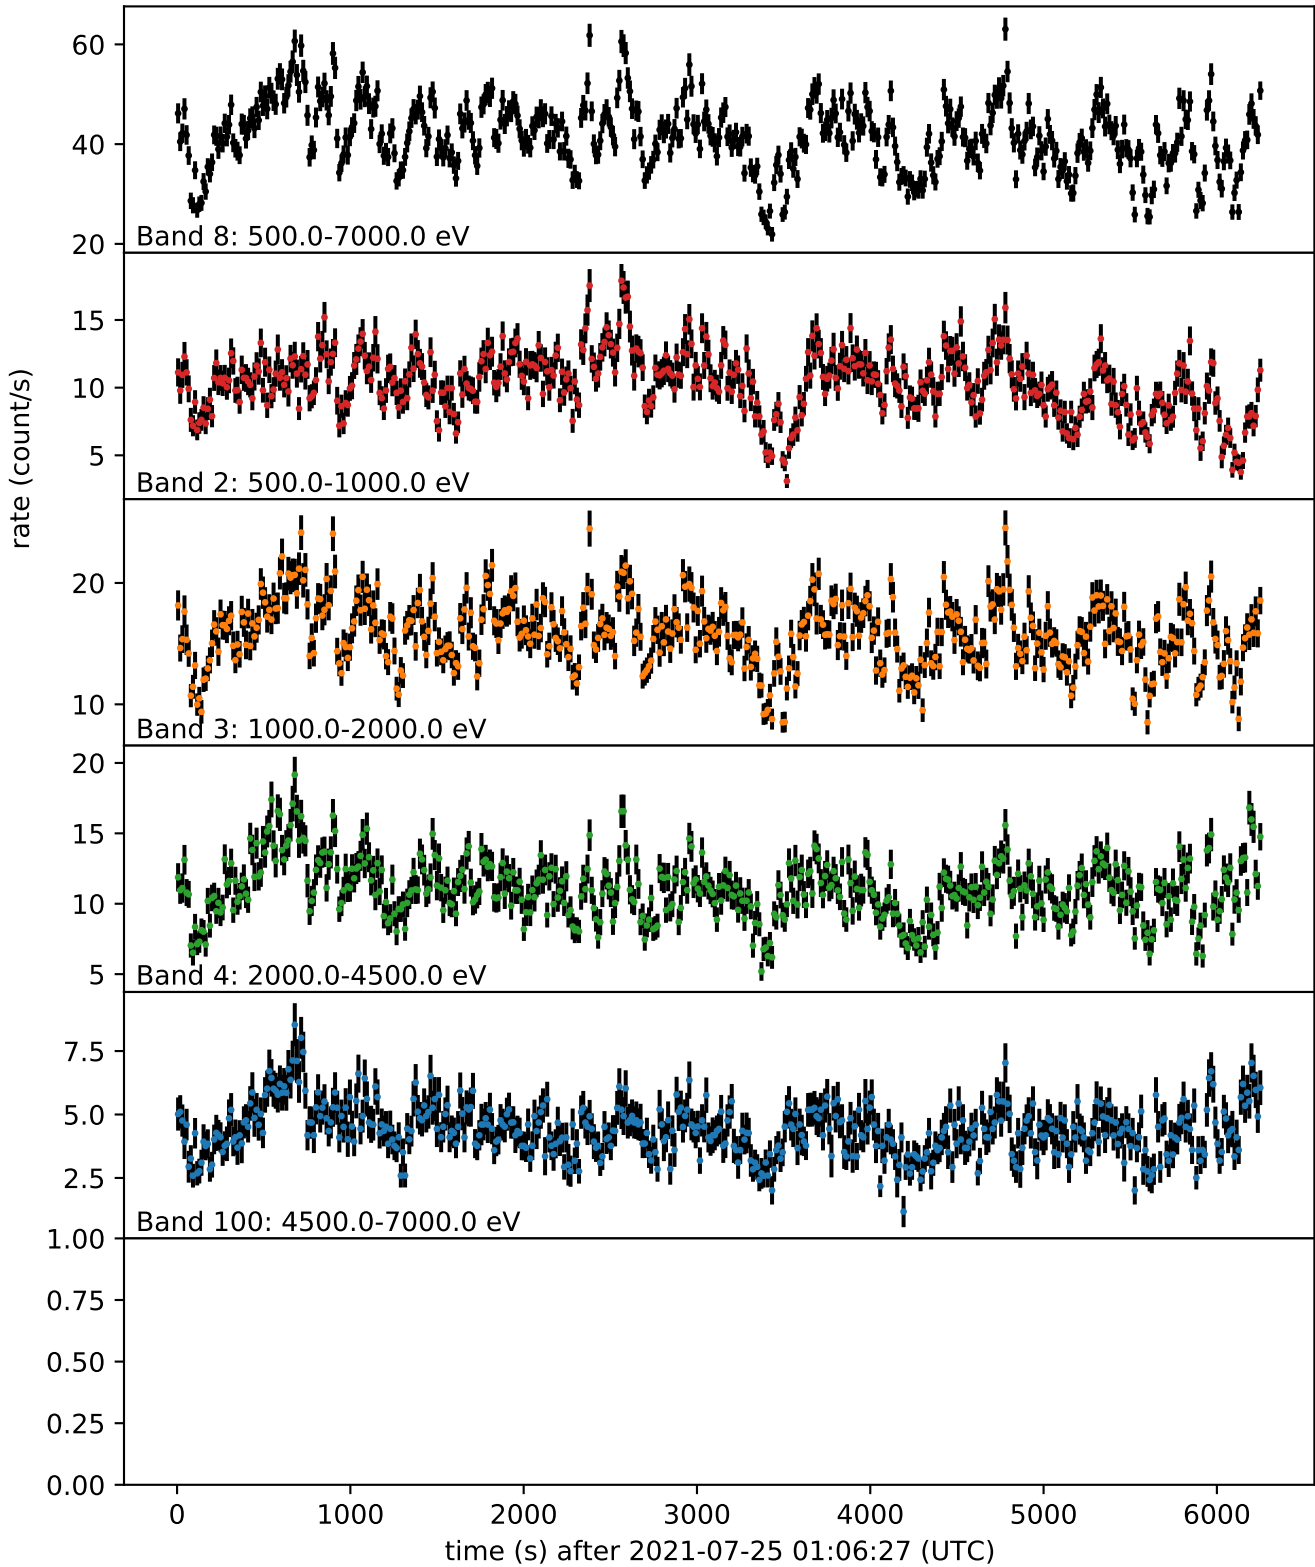 60
40
20
Band 8: 500.0-7000.0 eV
15
10
5
Band 2: 500.0-1000.0 eV
rate (count/s)
20
10
Band 3: 1000.0-2000.0 eV
20
15
10
5
Band 4: 2000.0-4500.0 eV
7.5
5.0
2.5
Band 100: 4500.0-7000.0 eV
1.00
0.75
0.50
0.25
0.00
0 1000 2000 3000 4000 5000 6000
time (s) after 2021-07-25 01:06:27 (UTC)